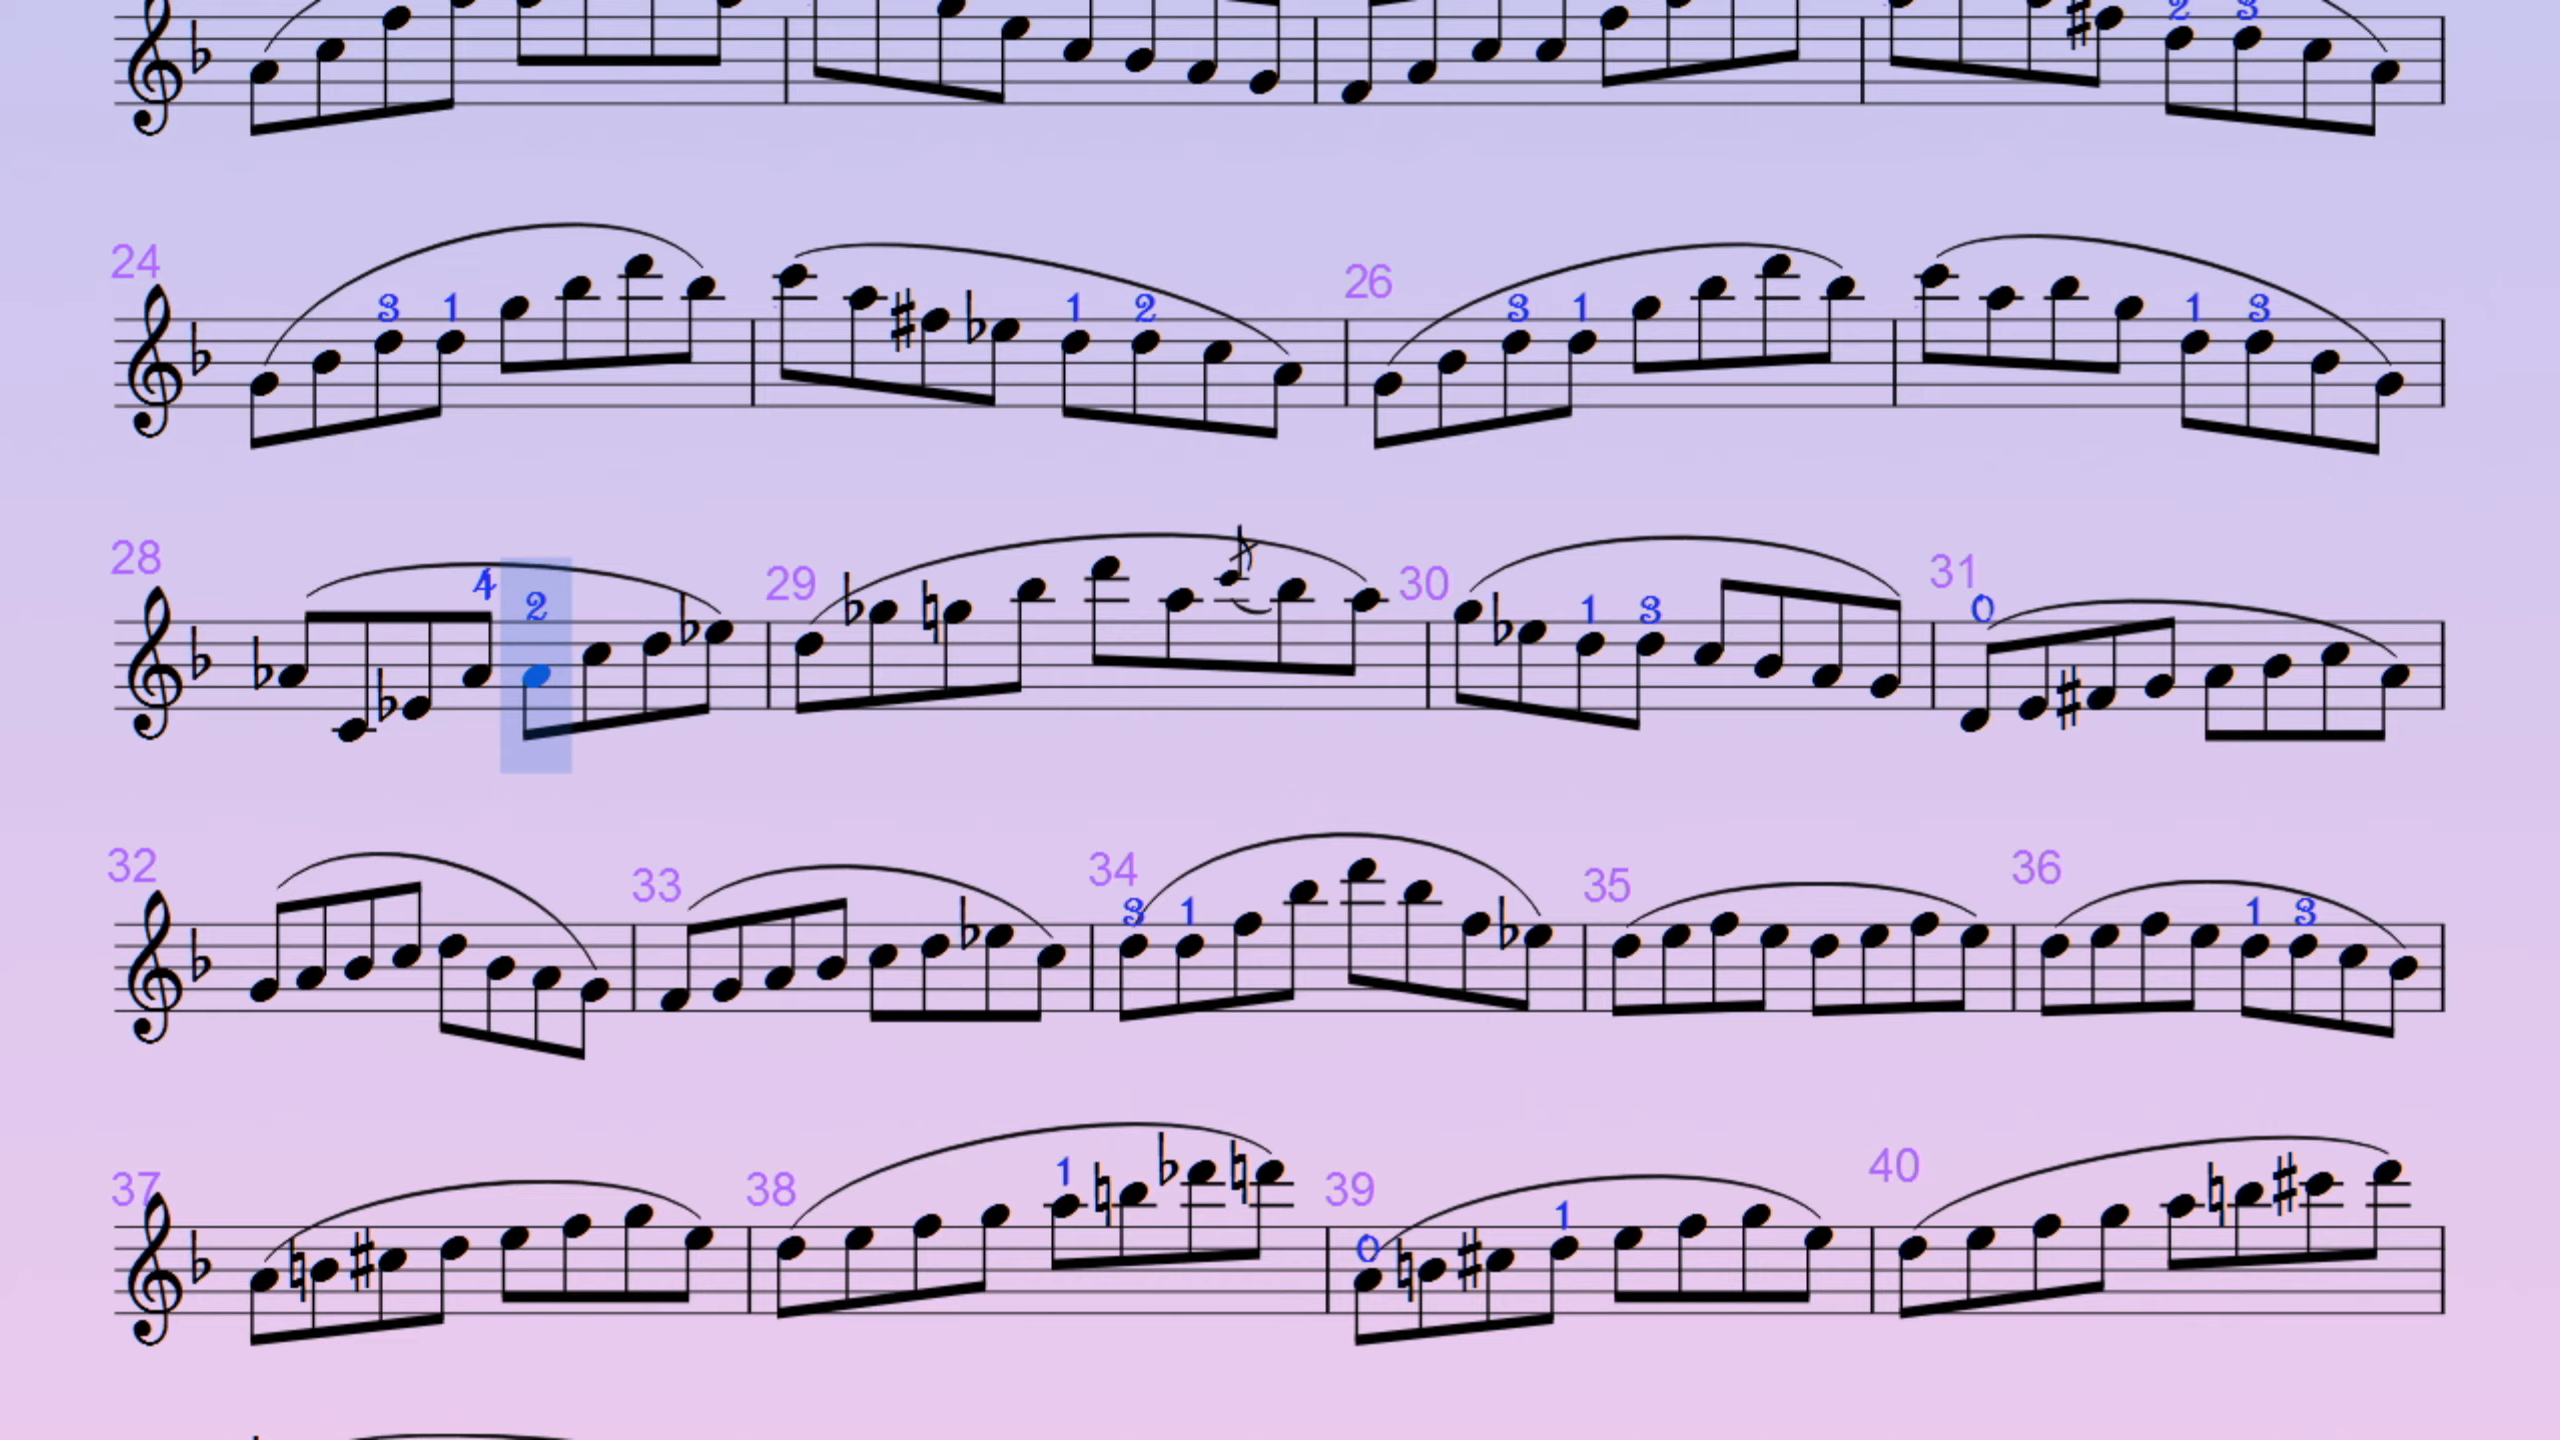 2 3
24 3 1 1 2 26 3 1 1 3
28 4 2 29 30 1 3 31 0
32 33 34 3 1 35 36 1 3
37 38 1 39 0 1 40